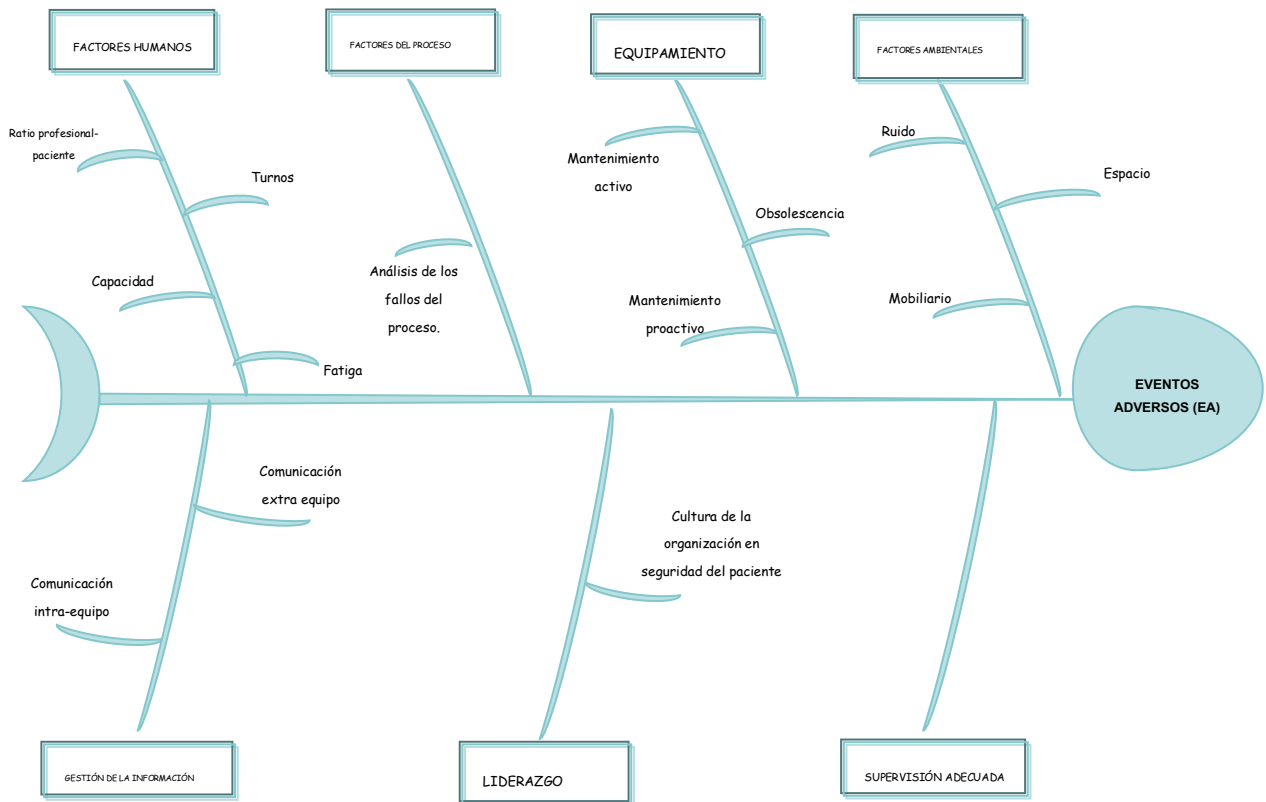 FACTORES HUMANOS
FACTORES DEL PROCESO
EQUIPAMIENTO
FACTORES AMBIENTALES
Ratio profesional-
paciente
Turnos
Capacidad
Fatiga
Análisis de los
fallos del
proceso.
Mantenimiento
activo
Obsolescencia
Mantenimiento
proactivo
Ruido
Espacio
Mobiliario
EVENTOS
ADVERSOS (EA)
Comunicación
extra equipo
Comunicación
intra-equipo
Cultura de la
organización en
seguridad del paciente
GESTIÓN DE LA INFORMACIÓN
LIDERAZGO
SUPERVISIÓN ADECUADA